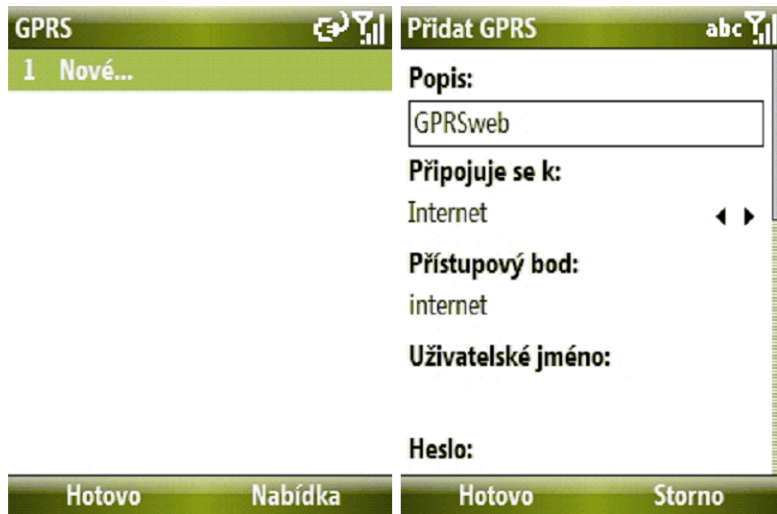 GPRS
1 Nové...
Hotovo Nabídka
Přidat GPRS abc
Popis:
GPRSweb
Připojuje se k:
Internet
Přístupový bod:
internet
Uživatelské jméno:
Heslo:
Hotovo Storno